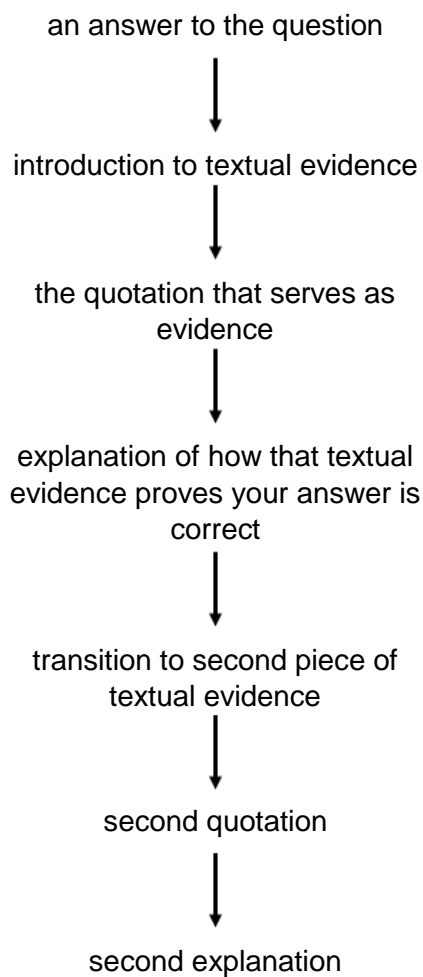 an answer to the question
introduction to textual evidence
the quotation that serves as
evidence
explanation of how that textual
evidence proves your answer is
correct
transition to second piece of
textual evidence
second quotation
second explanation